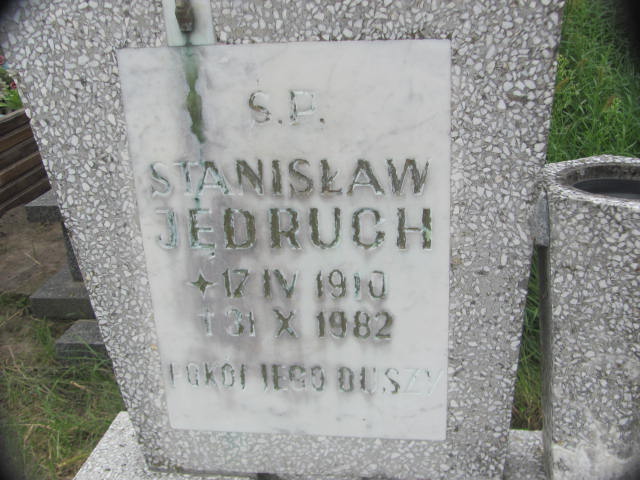 Ś.P.
STANISŁAW
JĘDRUCH
17 IV 1910
† 31 X 1982
POKÓJ JEGO DUSZY